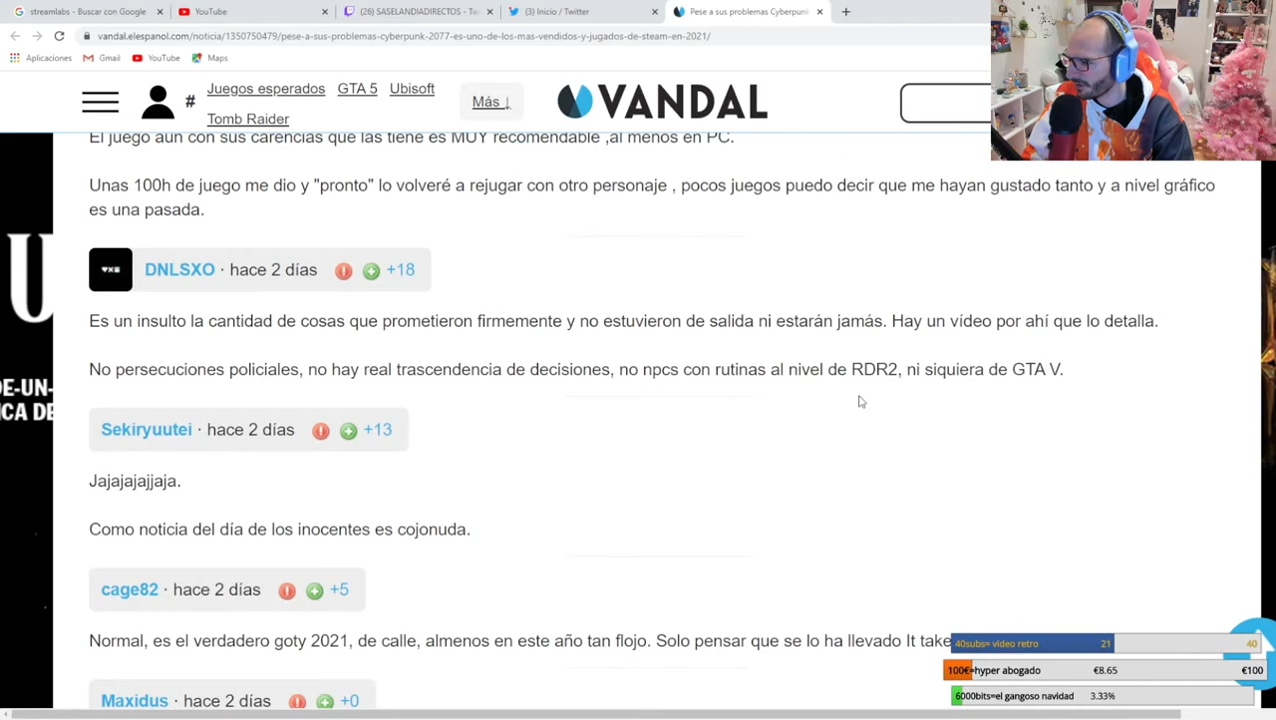 streamlabs - Buscar con Google
YouTube
(26) SASELANDIADIRECTOS - Tw
(3) Inicio / Twitter
Pese a sus problemas Cyberpun
vandal.elespanol.com/noticia/1350750479/pese-a-sus-problemas-cyberpunk-2077-es-uno-de-los-mas-vendidos-y-jugados-de-steam-en-2021/
Aplicaciones
Gmail
YouTube
Maps
#
Juegos esperados
GTA 5
Ubisoft
Tomb Raider
Más ↓
VANDAL
El juego aun con sus carencias que las tiene es MUY recomendable ,al menos en PC.
Unas 100h de juego me dio y "pronto" lo volveré a rejugar con otro personaje , pocos juegos puedo decir que me hayan gustado tanto y a nivel gráfico
es una pasada.
DNLSXO · hace 2 días +18
Es un insulto la cantidad de cosas que prometieron firmemente y no estuvieron de salida ni estarán jamás. Hay un vídeo por ahí que lo detalla.
No persecuciones policiales, no hay real trascendencia de decisiones, no npcs con rutinas al nivel de RDR2, ni siquiera de GTA V.
U
DE-UN-
CA DE
Sekiryuutei · hace 2 días +13
Jajajajajjaja.
Como noticia del día de los inocentes es cojonuda.
cage82 · hace 2 días +5
Normal, es el verdadero goty 2021, de calle, almenos en este año tan flojo. Solo pensar que se lo ha llevado It take
Maxidus · hace 2 días +0
40subs= video retro 21 40
100€=hyper abogado €8.65 €100
6000bits=el gangoso navidad 3.33%